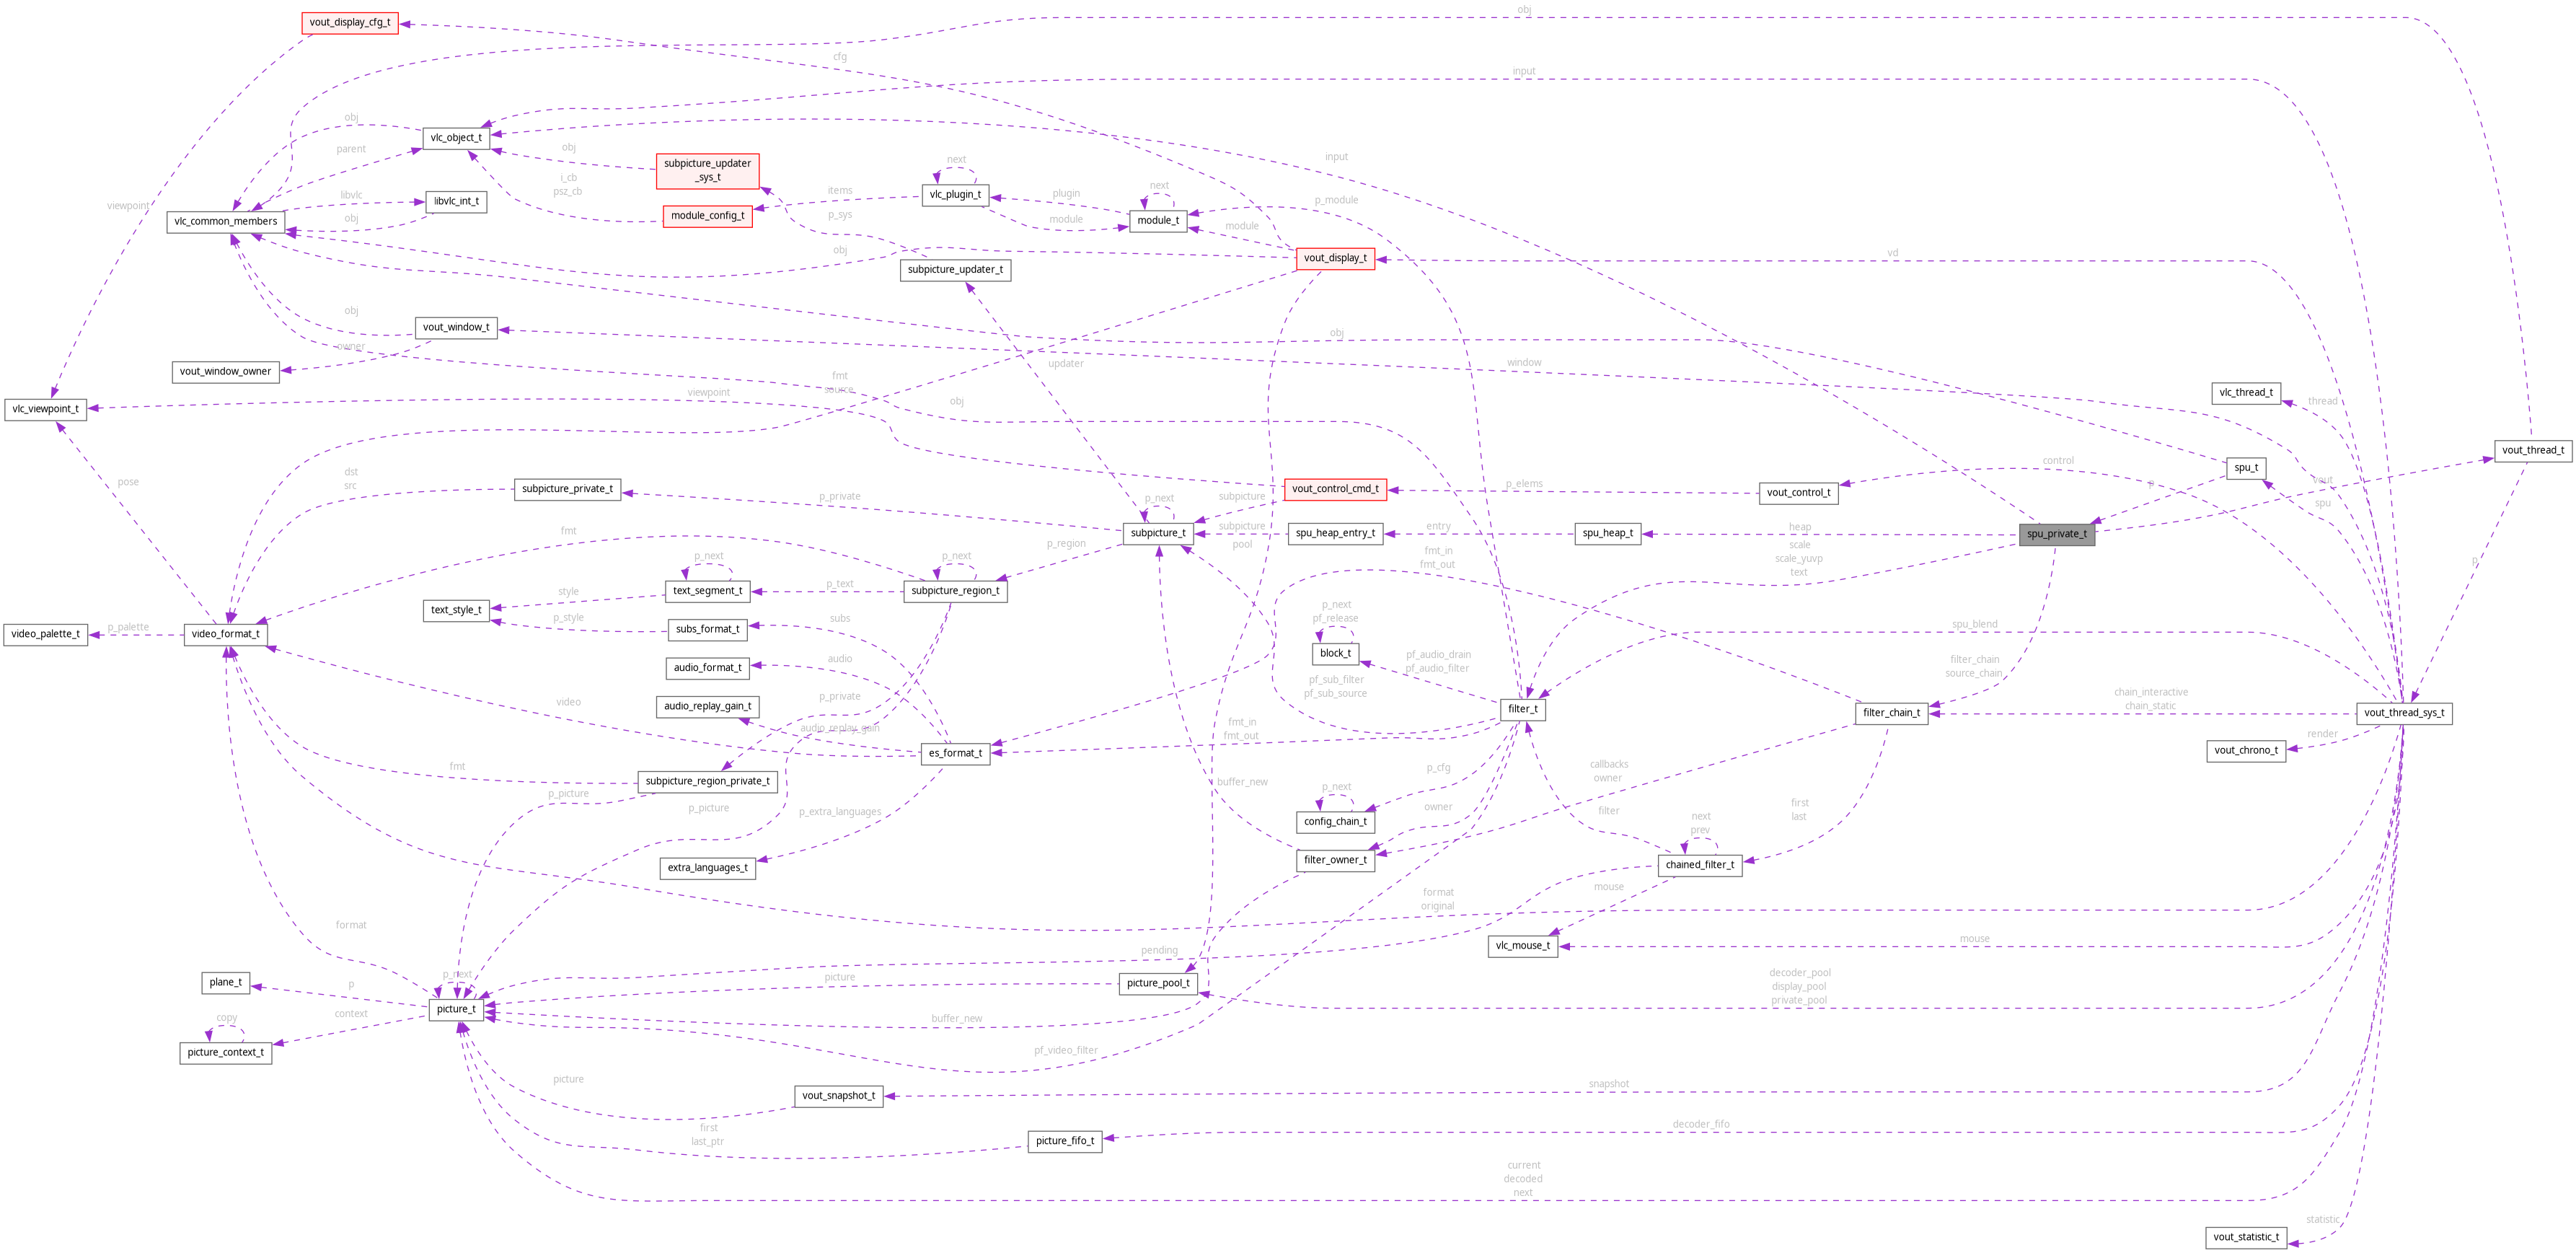 obj
vout_display_cfg_t
cfg
input
vlc_object_t
obj
parent
obj
subpicture_updater
_sys_t
i_cb
psz_cb
next
vlc_plugin_t
items
p_sys
plugin
module
next
module_t
p_module
input
libvlc
libvlc_int_t
obj
vlc_common_members
module_config_t
viewpoint
obj
module
vout_display_t
vd
subpicture_updater_t
obj
vout_window_t
obj
window
owner
vout_window_owner
updater
fmt
source
viewpoint
obj
vlc_viewpoint_t
vlc_thread_t
thread
vout_thread_t
pose
dst
src
subpicture_private_t
p_private
p_next
subpicture
vout_control_cmd_t
p_elems
vout_control_t
control
spu_t
p
vout
spu
fmt
subpicture_t
subpicture
pool
spu_heap_entry_t
entry
spu_heap_t
heap
spu_private_t
p_region
fmt_in
fmt_out
scale
scale_yuvp
text
p
p_next
text_segment_t
p_text
p_next
subpicture_region_t
style
text_style_t
p_style
subs_format_t
subs
video_palette_t
p_palette
video_format_t
p_next
pf_release
block_t
spu_blend
audio_format_t
audio
pf_audio_drain
pf_audio_filter
filter_chain
source_chain
video
audio_replay_gain_t
p_private
audio_replay_gain
pf_sub_filter
pf_sub_source
filter_t
filter_chain_t
chain_interactive
chain_static
vout_thread_sys_t
fmt_in
fmt_out
es_format_t
render
vout_chrono_t
fmt
subpicture_region_private_t
p_picture
p_picture
buffer_new
p_cfg
callbacks
owner
p_next
config_chain_t
p_extra_languages
owner
filter
next
prev
first
last
extra_languages_t
filter_owner_t
chained_filter_t
mouse
format
original
format
vlc_mouse_t
mouse
pending
p_next
plane_t
p
picture
picture_pool_t
decoder_pool
display_pool
private_pool
picture_t
context
copy
picture_context_t
buffer_new
pf_video_filter
picture
vout_snapshot_t
snapshot
first
last_ptr
picture_fifo_t
decoder_fifo
current
decoded
next
statistic
vout_statistic_t